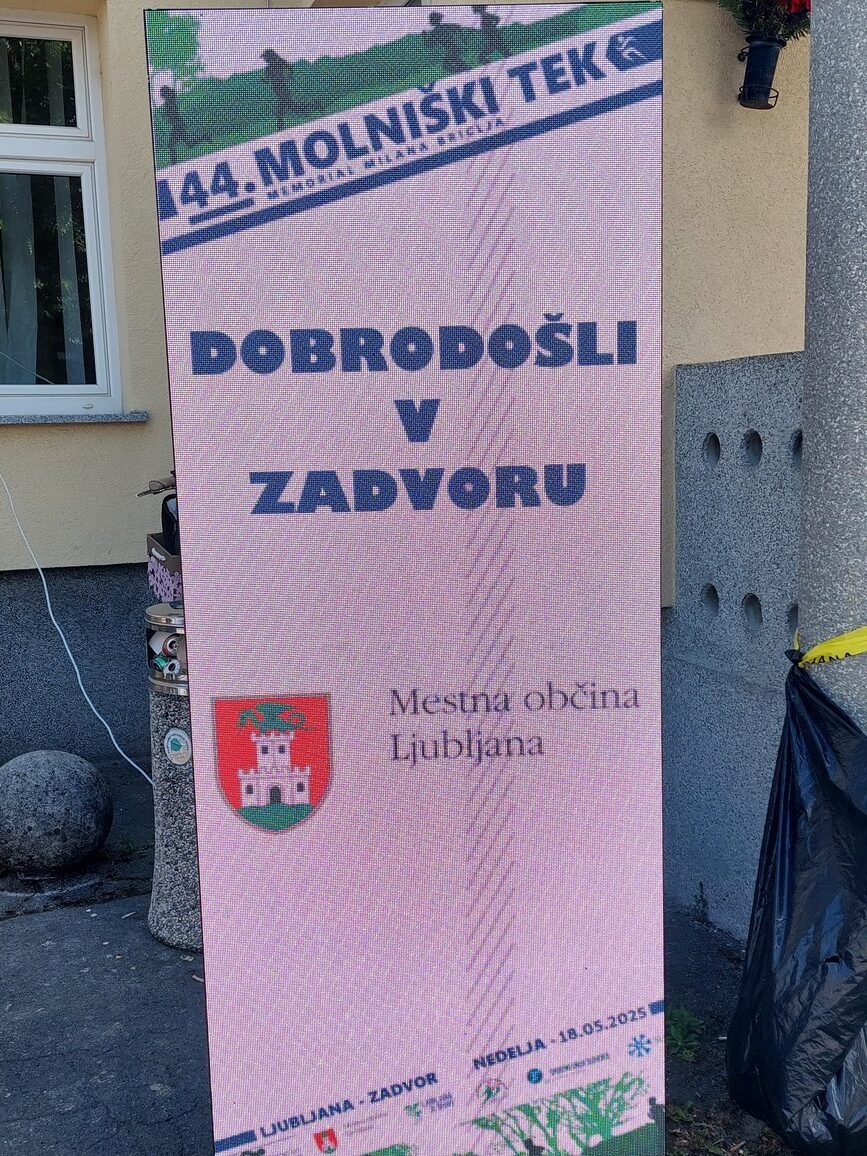 44. MOLNIŠKI TEK
MEMORIAL MILANA BRICLJA
DOBRODOŠLI
V
ZADVORU
Mestna občina
Ljubljana
LJUBLJANA - ZADVOR
NEDELJA - 18.05.2025